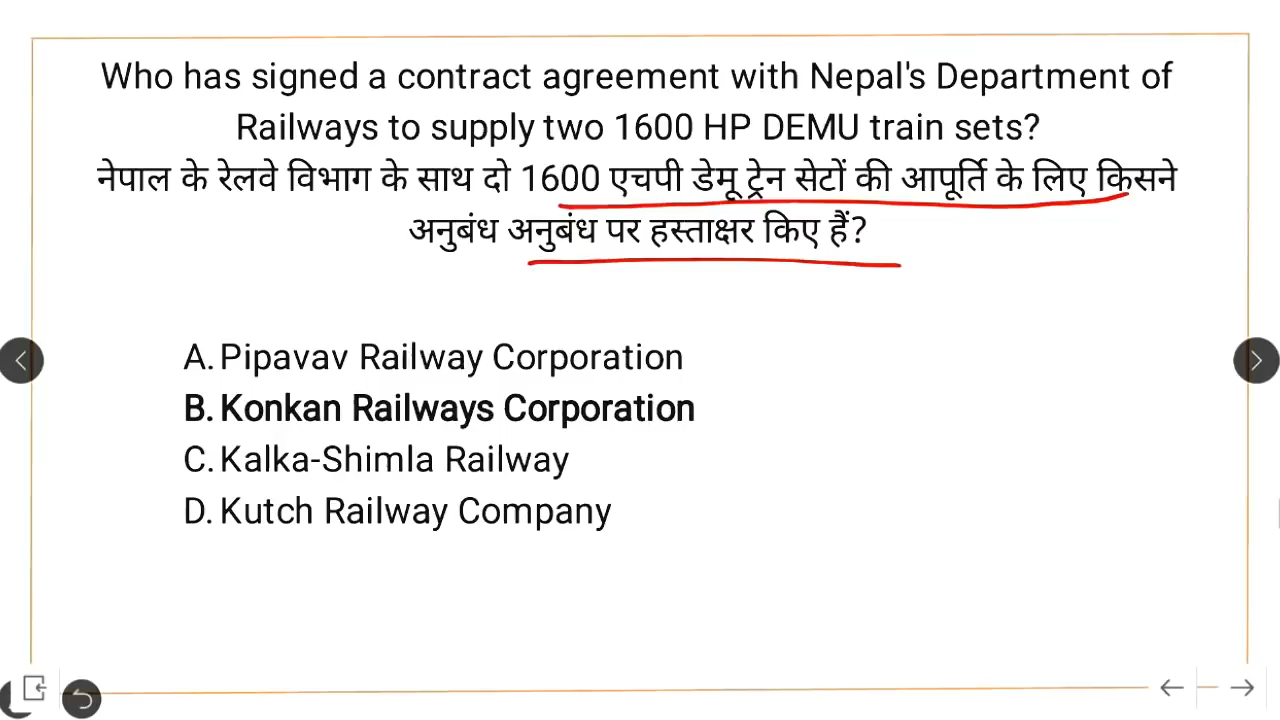 Who has signed a contract agreement with Nepal's Department of
Railways to supply two 1600 HP DEMU train sets?
नेपाल के रेलवे विभाग के साथ दो 1600 एचपी डेमू ट्रेन सेटों की आपूर्ति के लिए किसने
अनुबंध अनुबंध पर हस्ताक्षर किए हैं?
A. Pipavav Railway Corporation
B. Konkan Railways Corporation
C. Kalka-Shimla Railway
D. Kutch Railway Company